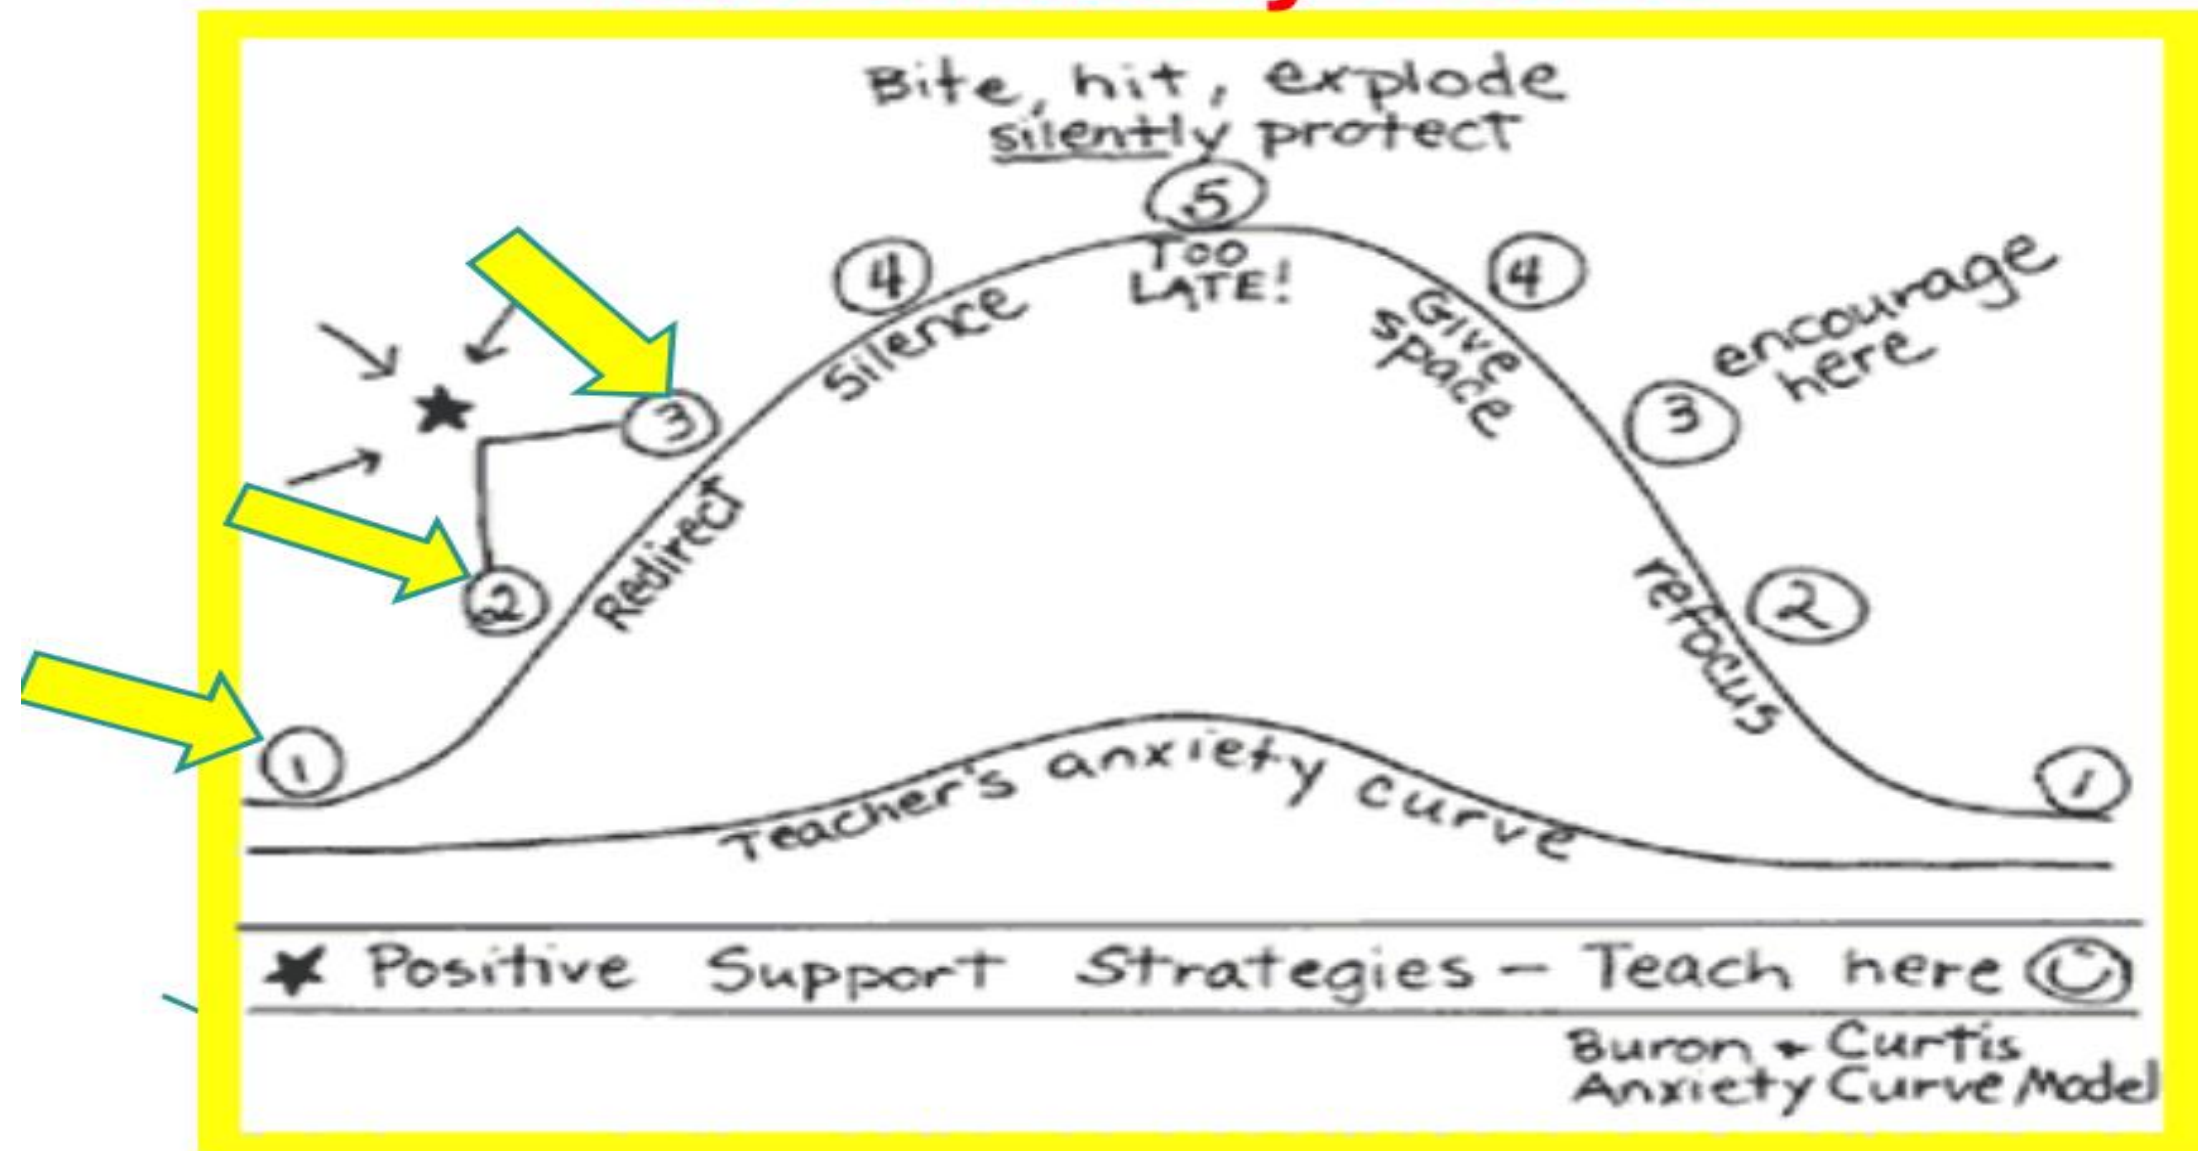 Bite, hit, explode
silently protect
5
TOO
LATE!
4
Silence
4
Give
space
3
encourage
here
3
Redirect
2
refocus
2
1
1
Teacher's anxiety curve
★ Positive Support Strategies - Teach here
Buron + Curtis
Anxiety Curve Model